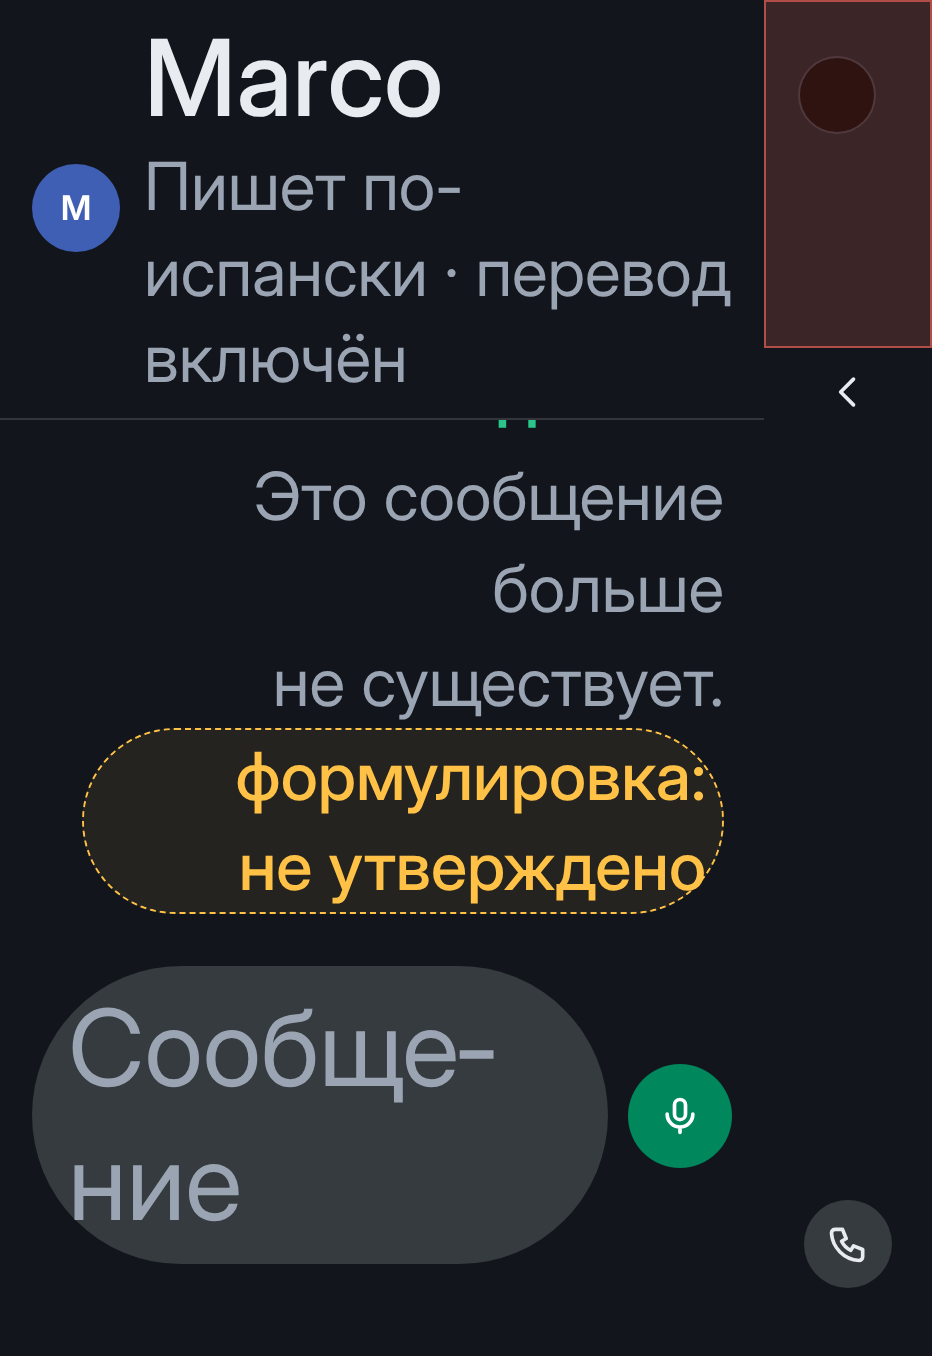 Marco
M
Пишет по-
испански · перевод
включён
Это сообщение
больше
не существует.
формулировка:
не утверждено
Сообще-
ние